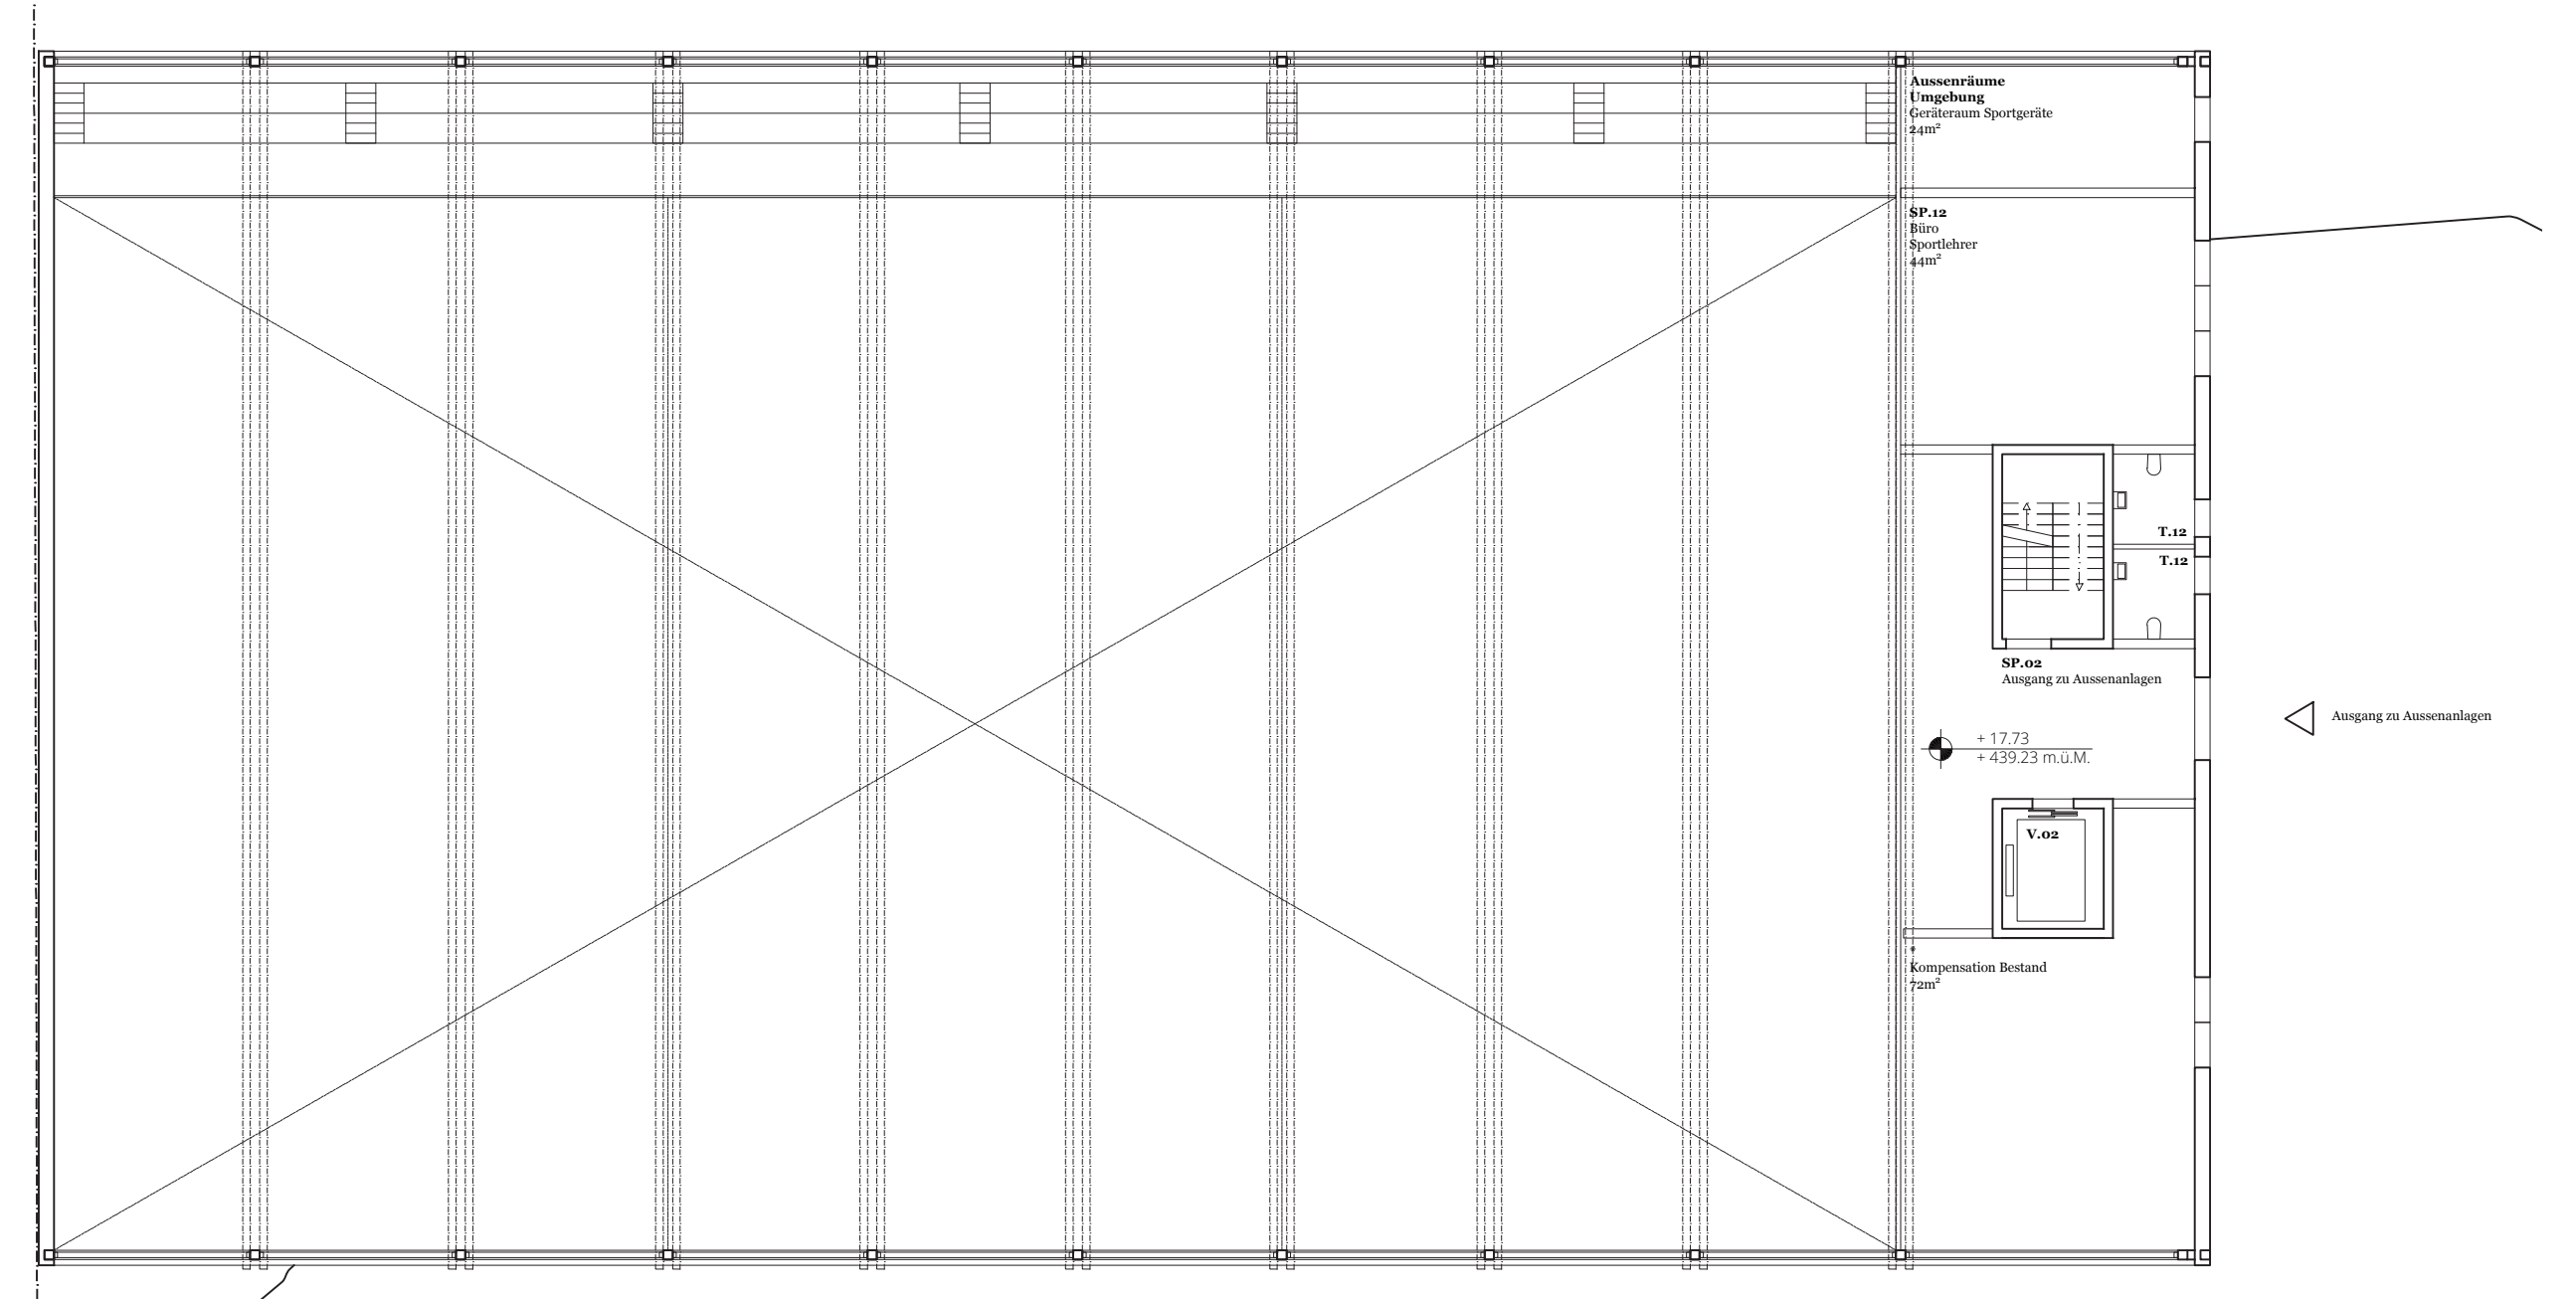 Aussenräume
Umgebung
Geräteraum Sportgeräte
24m²
SP.12
Büro
Sportlehrer
44m²
T.12
T.12
SP.02
Ausgang zu Aussenanlagen
Ausgang zu Aussenanlagen
+ 17.73
+ 439.23 m.ü.M.
V.02
*
Kompensation Bestand
72m²